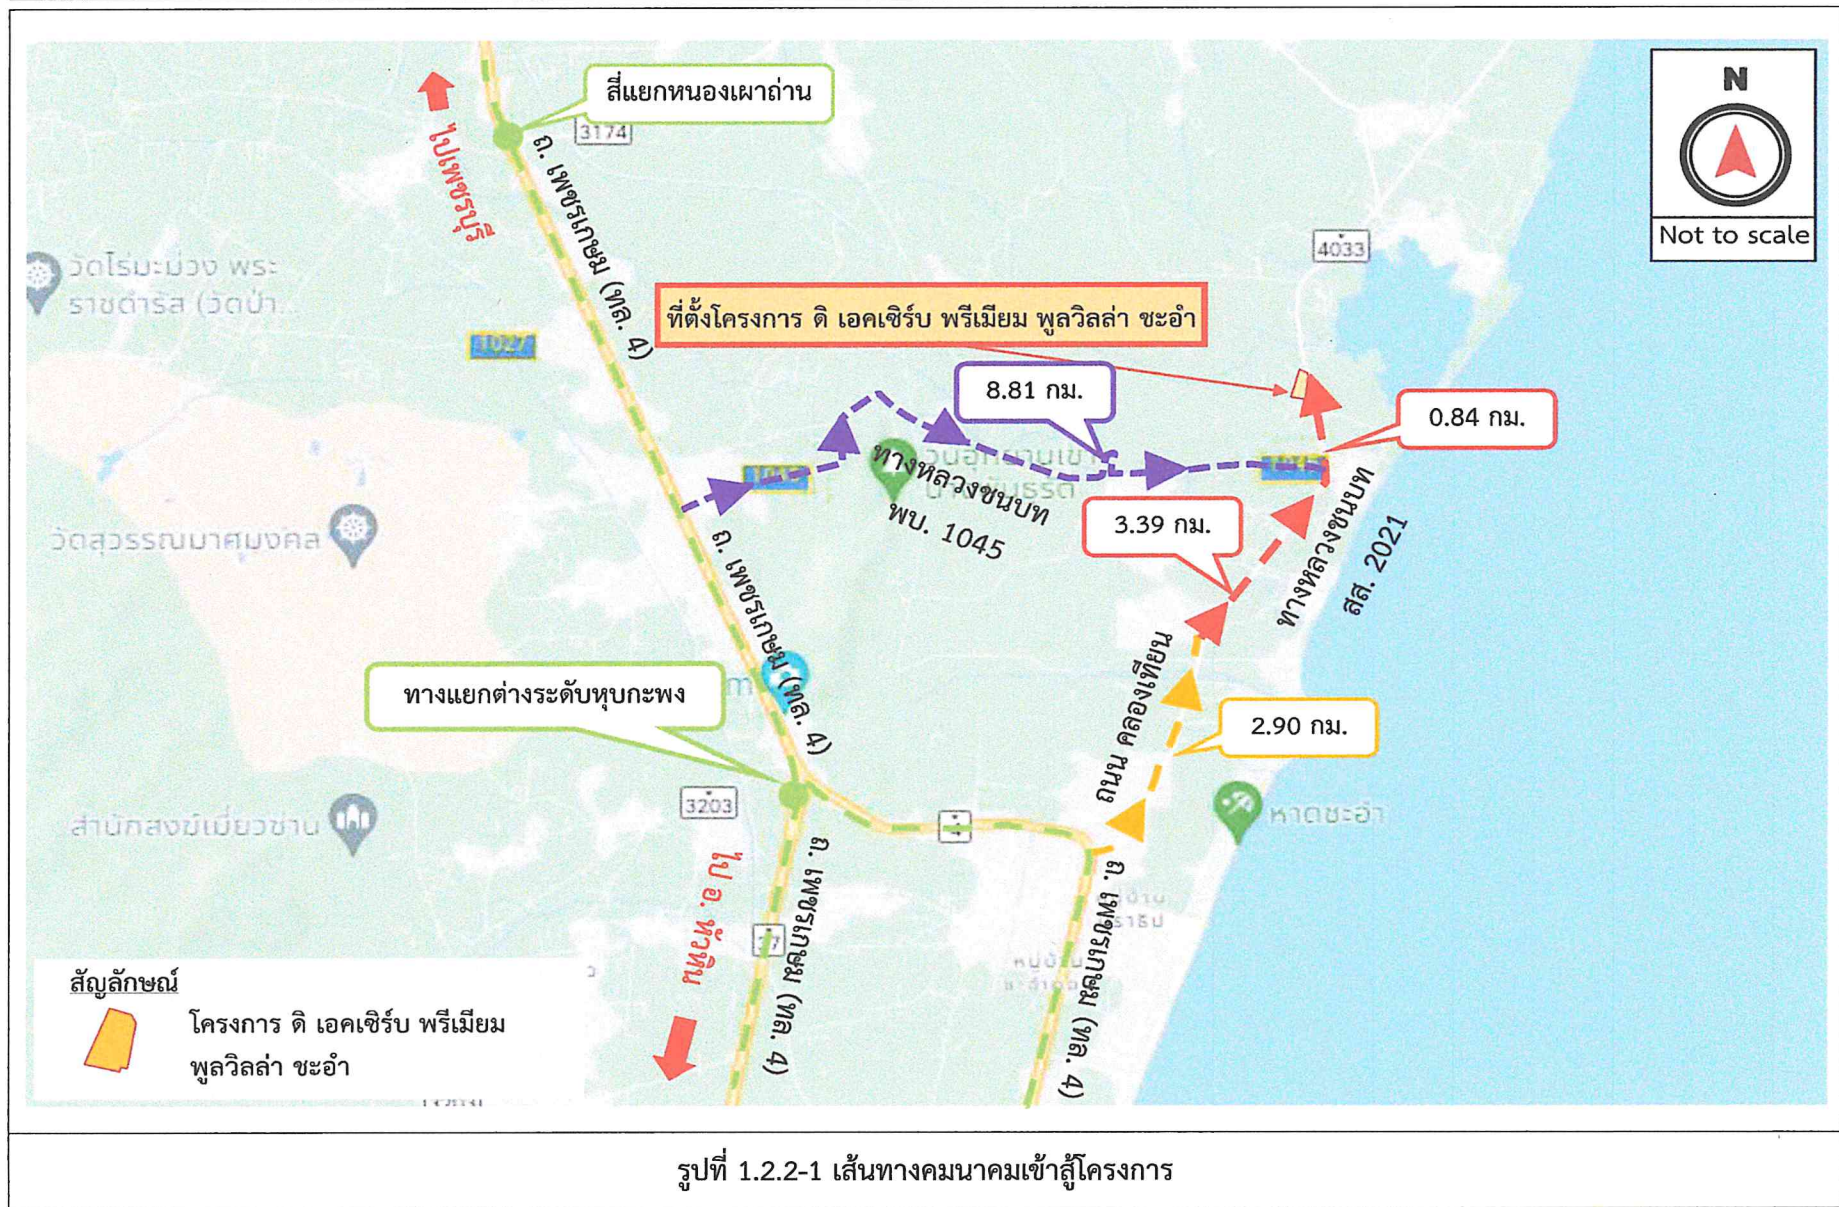 สี่แยกหนองเผาถ่าน
3174
N
Not to scale
ไปเพชรบุรี
ถ. เพชรเกษม (ทล. 4)
4033
วัดไร่มะม่วง พระ
ราชดำรัส (วัดป่า...
ที่ตั้งโครงการ ดิ เอคเซิร์บ พรีเมียม พูลวิลล่า ชะอำ
1027
8.81 กม.
0.84 กม.
วนอุทยานเขา
ทางหลวงชนบท
พบ. 1045
3.39 กม.
ทางหลวงชนบท
สส. 2021
วัดสุวรรณมาศมงคล
ถ. เพชรเกษม (ทล. 4)
ทางแยกต่างระดับหุบกะพง
ถนน คลองเทียน
2.90 กม.
3203
4
หาดชะอำ
สำนักสงฆ์เมี่ยวซ่าน
ไป อ. หัวหิน
37
ถ. เพชรเกษม (ทล. 4)
ถ. เพชรเกษม (ทล. 4)
สัญลักษณ์
โครงการ ดิ เอคเซิร์บ พรีเมียม
พูลวิลล่า ชะอำ
รูปที่ 1.2.2-1 เส้นทางคมนาคมเข้าสู่โครงการ